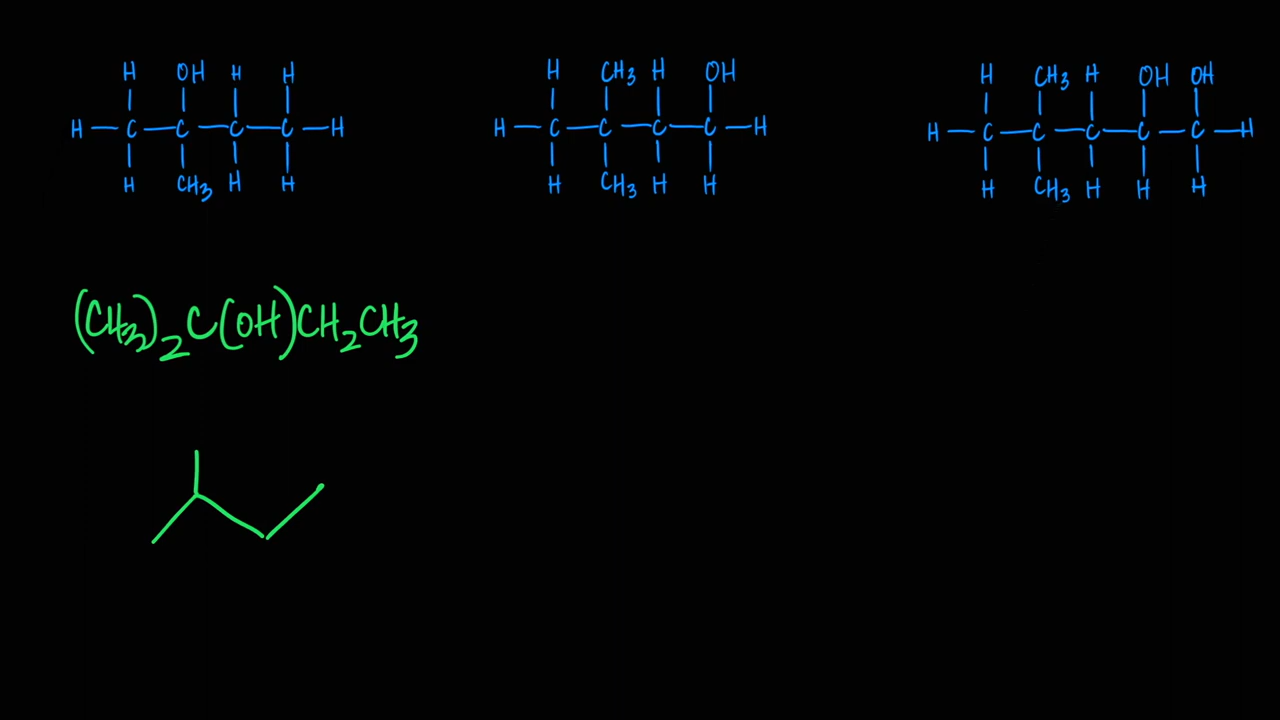 H OH H H
H — C — C — C — C — H
H CH3 H H
H CH3 H OH
H — C — C — C — C — H
H CH3 H H
H CH3 H OH OH
H — C — C — C — C — C — H
H CH3 H H H
(CH3)2C(OH)CH2CH3